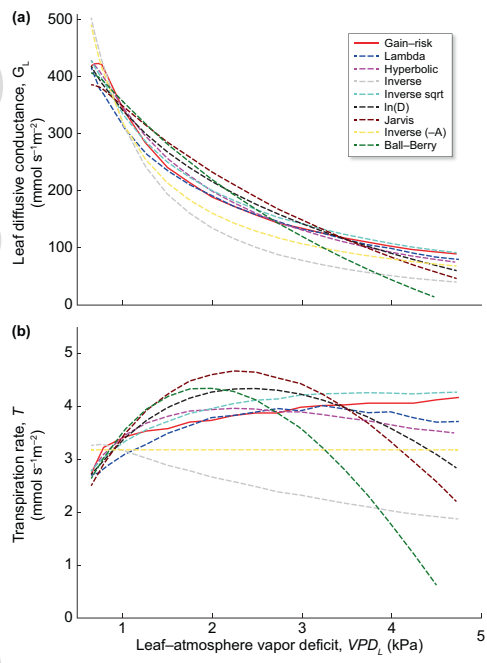 (a)
500
400
300
200
100
0
Leaf diffusive conductance, G_L
(mmol s⁻¹m⁻²)
Gain–risk
Lambda
Hyperbolic
Inverse
Inverse sqrt
ln(D)
Jarvis
Inverse (–A)
Ball–Berry
(b)
5
4
3
2
1
0
Transpiration rate, T
(mmol s⁻¹m⁻²)
1 2 3 4 5
Leaf–atmosphere vapor deficit, VPD_L (kPa)